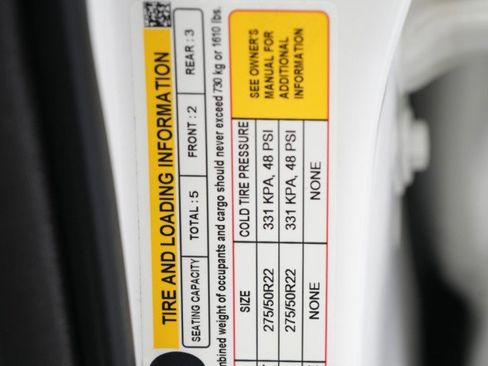 TIRE AND LOADING INFORMATION
SEATING CAPACITY TOTAL : 5 FRONT : 2 REAR : 3
weight of occupants and cargo should never exceed 730 kg or 1610 lbs.
SIZE COLD TIRE PRESSURE
275/50R22 331 KPA, 48 PSI
275/50R22 331 KPA, 48 PSI
NONE NONE
SEE OWNER'S
MANUAL FOR
ADDITIONAL
INFORMATION